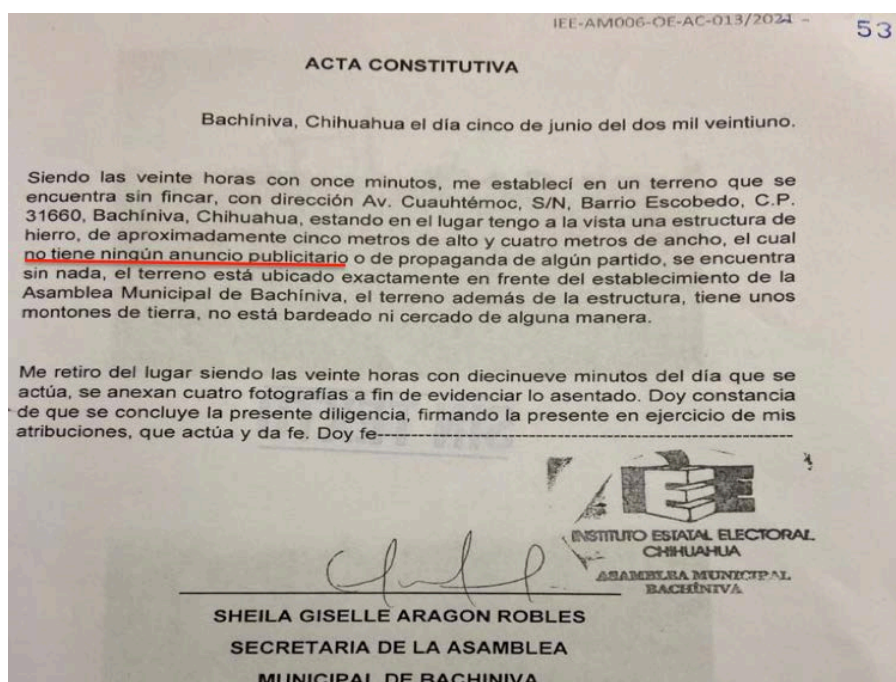 IEE-AM006-OE-AC-013/2021 -
53
ACTA CONSTITUTIVA
Bachíniva, Chihuahua el día cinco de junio del dos mil veintiuno.
Siendo las veinte horas con once minutos, me establecí en un terreno que se
encuentra sin fincar, con dirección Av. Cuauhtémoc, S/N, Barrio Escobedo, C.P.
31660, Bachíniva, Chihuahua, estando en el lugar tengo a la vista una estructura de
hierro, de aproximadamente cinco metros de alto y cuatro metros de ancho, el cual
no tiene ningún anuncio publicitario o de propaganda de algún partido, se encuentra
sin nada, el terreno está ubicado exactamente en frente del establecimiento de la
Asamblea Municipal de Bachíniva, el terreno además de la estructura, tiene unos
montones de tierra, no está bardeado ni cercado de alguna manera.
Me retiro del lugar siendo las veinte horas con diecinueve minutos del día que se
actúa, se anexan cuatro fotografías a fin de evidenciar lo asentado. Doy constancia
de que se concluye la presente diligencia, firmando la presente en ejercicio de mis
atribuciones, que actúa y da fe. Doy fe-----------------------------------------------------
IEE
INSTITUTO ESTATAL ELECTORAL
CHIHUAHUA
ASAMBLEA MUNICIPAL
BACHÍNIVA
SHEILA GISELLE ARAGON ROBLES
SECRETARIA DE LA ASAMBLEA
MUNICIPAL DE BACHINIVA